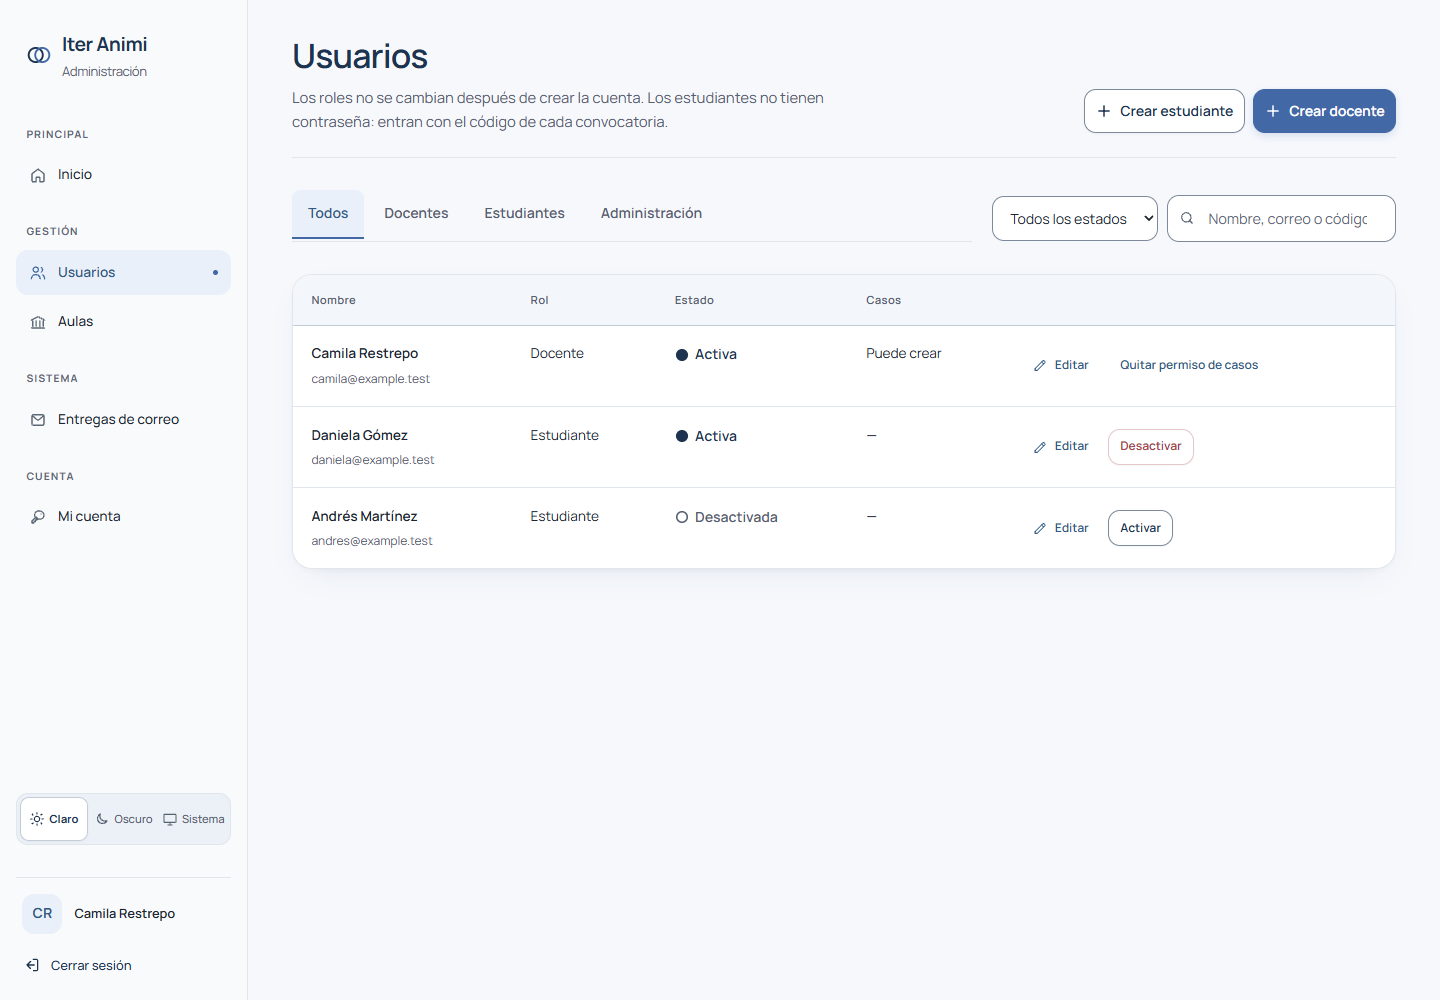 Iter Animi
Administración
PRINCIPAL
Inicio
GESTIÓN
Usuarios
Aulas
SISTEMA
Entregas de correo
CUENTA
Mi cuenta
Claro Oscuro Sistema
CR Camila Restrepo
Cerrar sesión
Usuarios
Los roles no se cambian después de crear la cuenta. Los estudiantes no tienen
contraseña: entran con el código de cada convocatoria.
Crear estudiante Crear docente
Todos Docentes Estudiantes Administración
Todos los estados Nombre, correo o código
Nombre Rol Estado Casos
Camila Restrepo Docente Activa Puede crear Editar Quitar permiso de casos
camila@example.test
Daniela Gómez Estudiante Activa — Editar Desactivar
daniela@example.test
Andrés Martínez Estudiante Desactivada — Editar Activar
andres@example.test